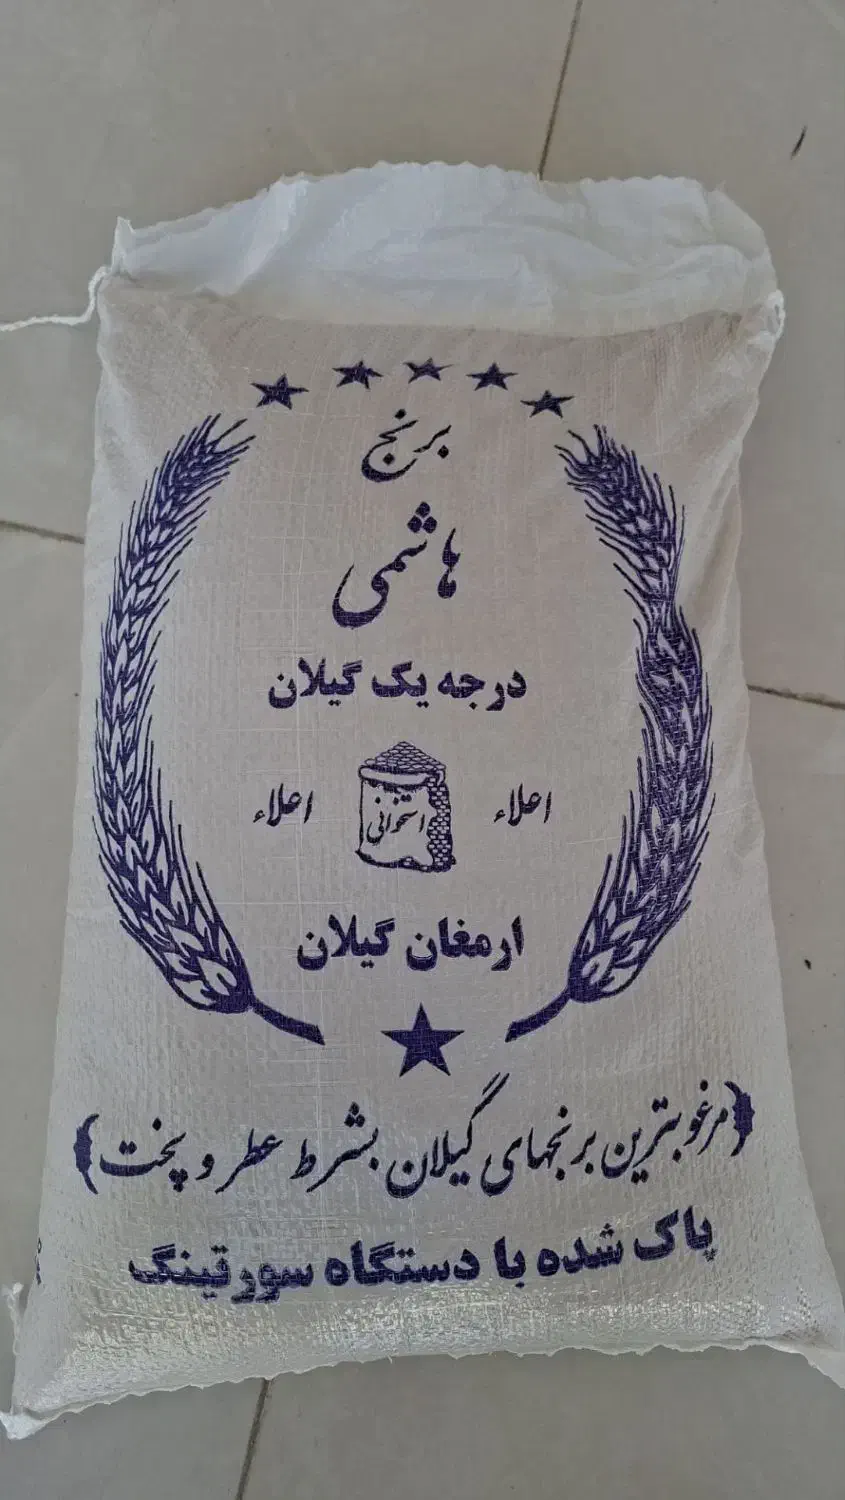 برنج
هاشمی
درجه یک گیلان
اعلاء استخوانی اعلاء
ارمغان گیلان
(مرغوبترین برنجهای گیلان بشرط عطر و پخت)
پاک شده با دستگاه سورتینگ